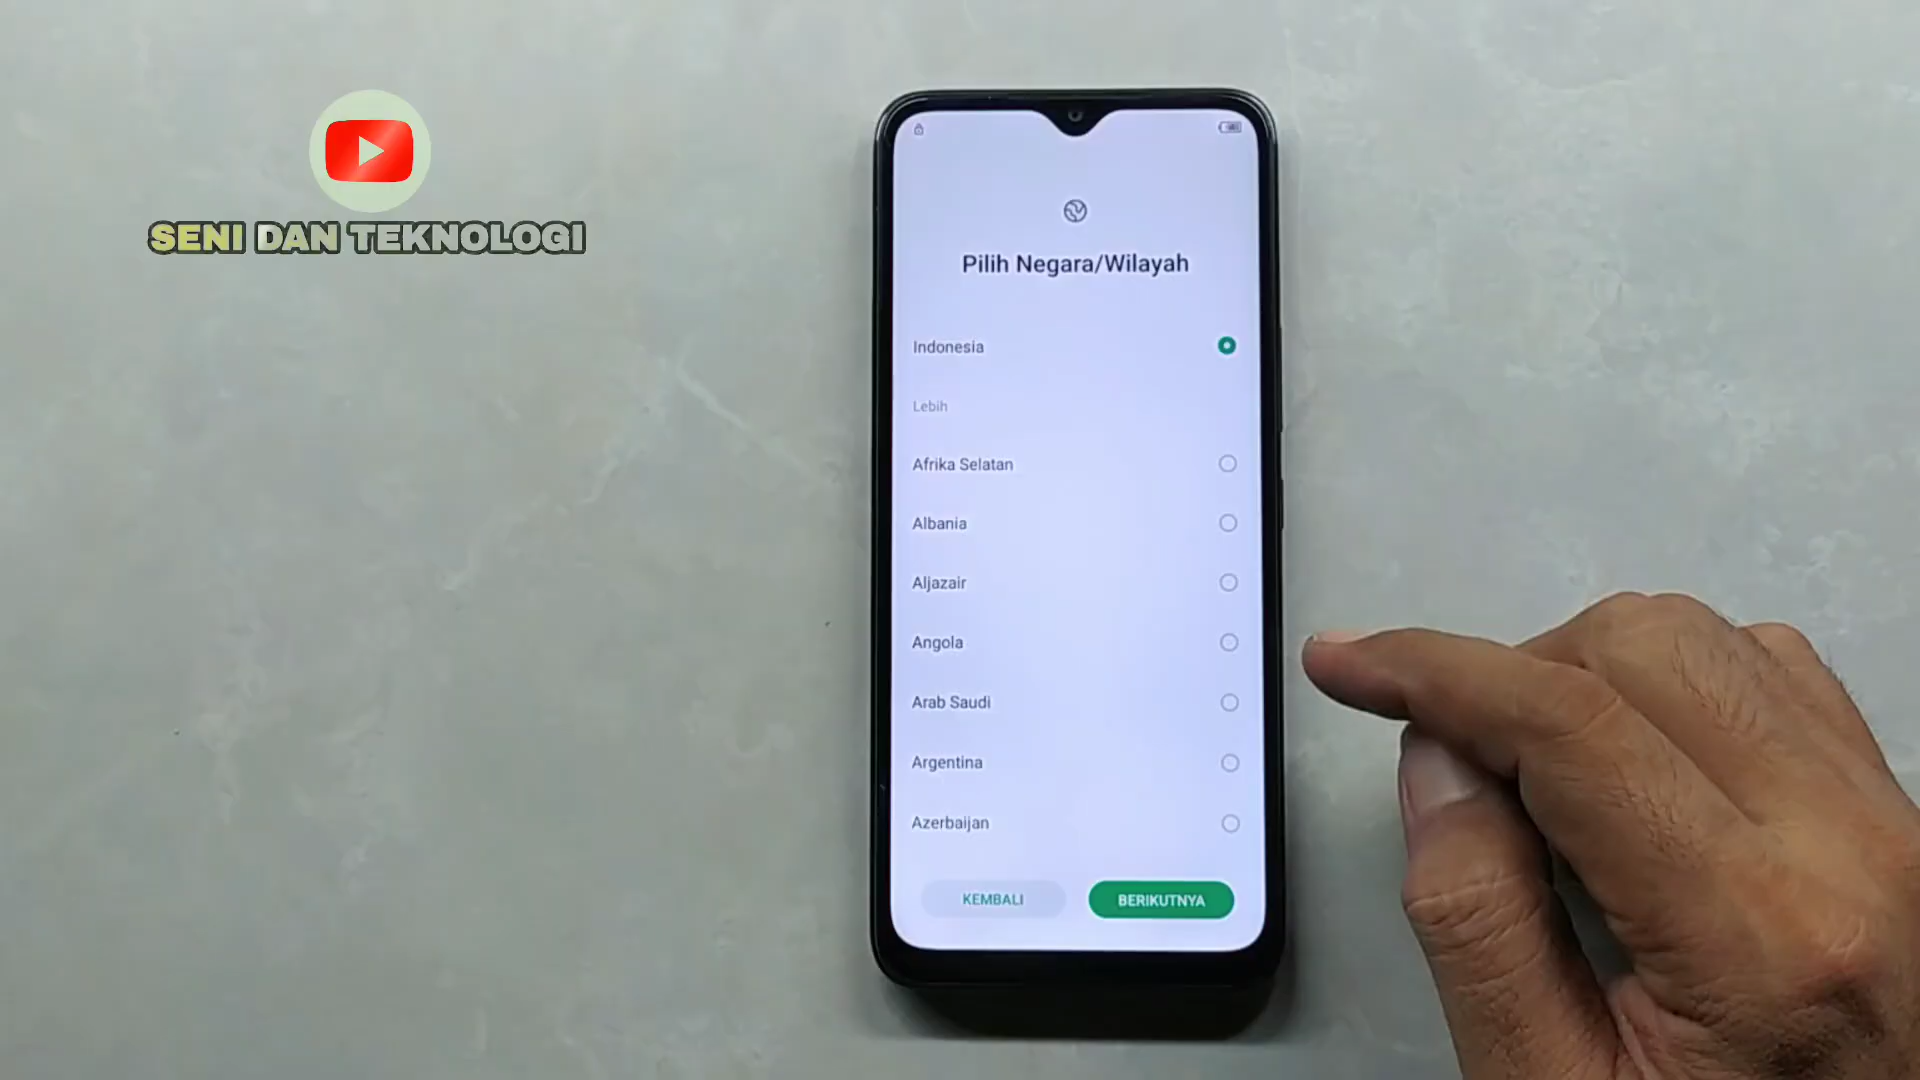 SENI DAN TEKNOLOGI
Pilih Negara/Wilayah
Indonesia
Lebih
Afrika Selatan
Albania
Aljazair
Angola
Arab Saudi
Argentina
Azerbaijan
KEMBALI
BERIKUTNYA